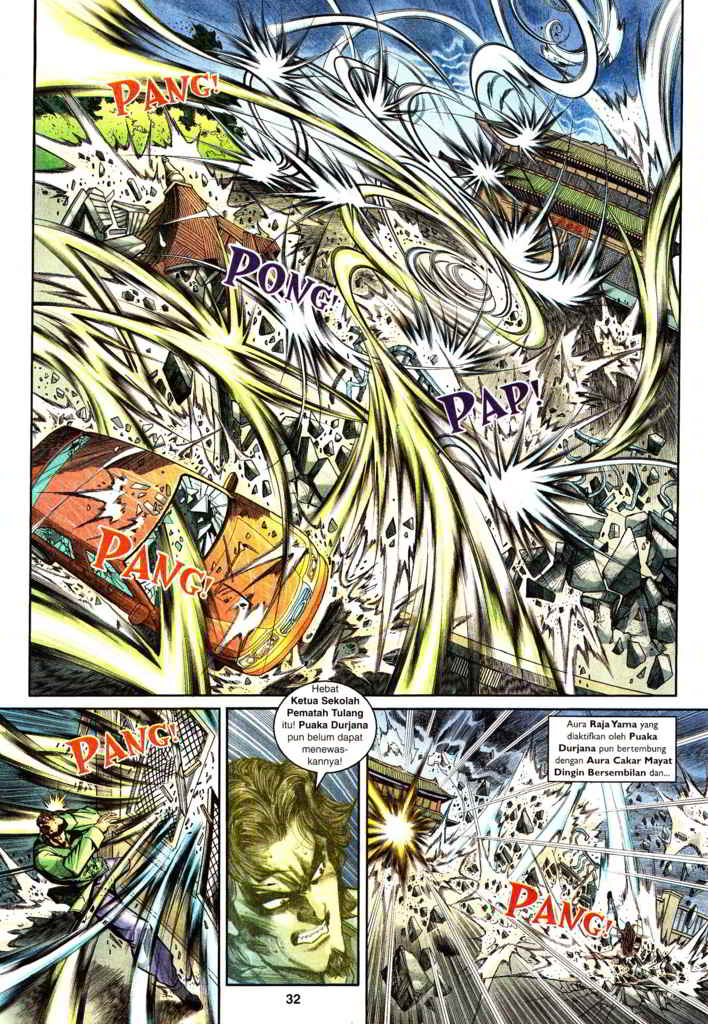 PANG!
PONG!
PAP!
PANG!
PANG!
Hebat
Ketua Sekolah
Pematah Tulang
itu! Puaka Durjana
pun belum dapat
menewas-
kannya!
Aura Raja Yama yang
diaktifkan oleh Puaka
Durjana pun bertembung
dengan Aura Cakar Mayat
Dingin Bersembilan dan...
PANG!
32